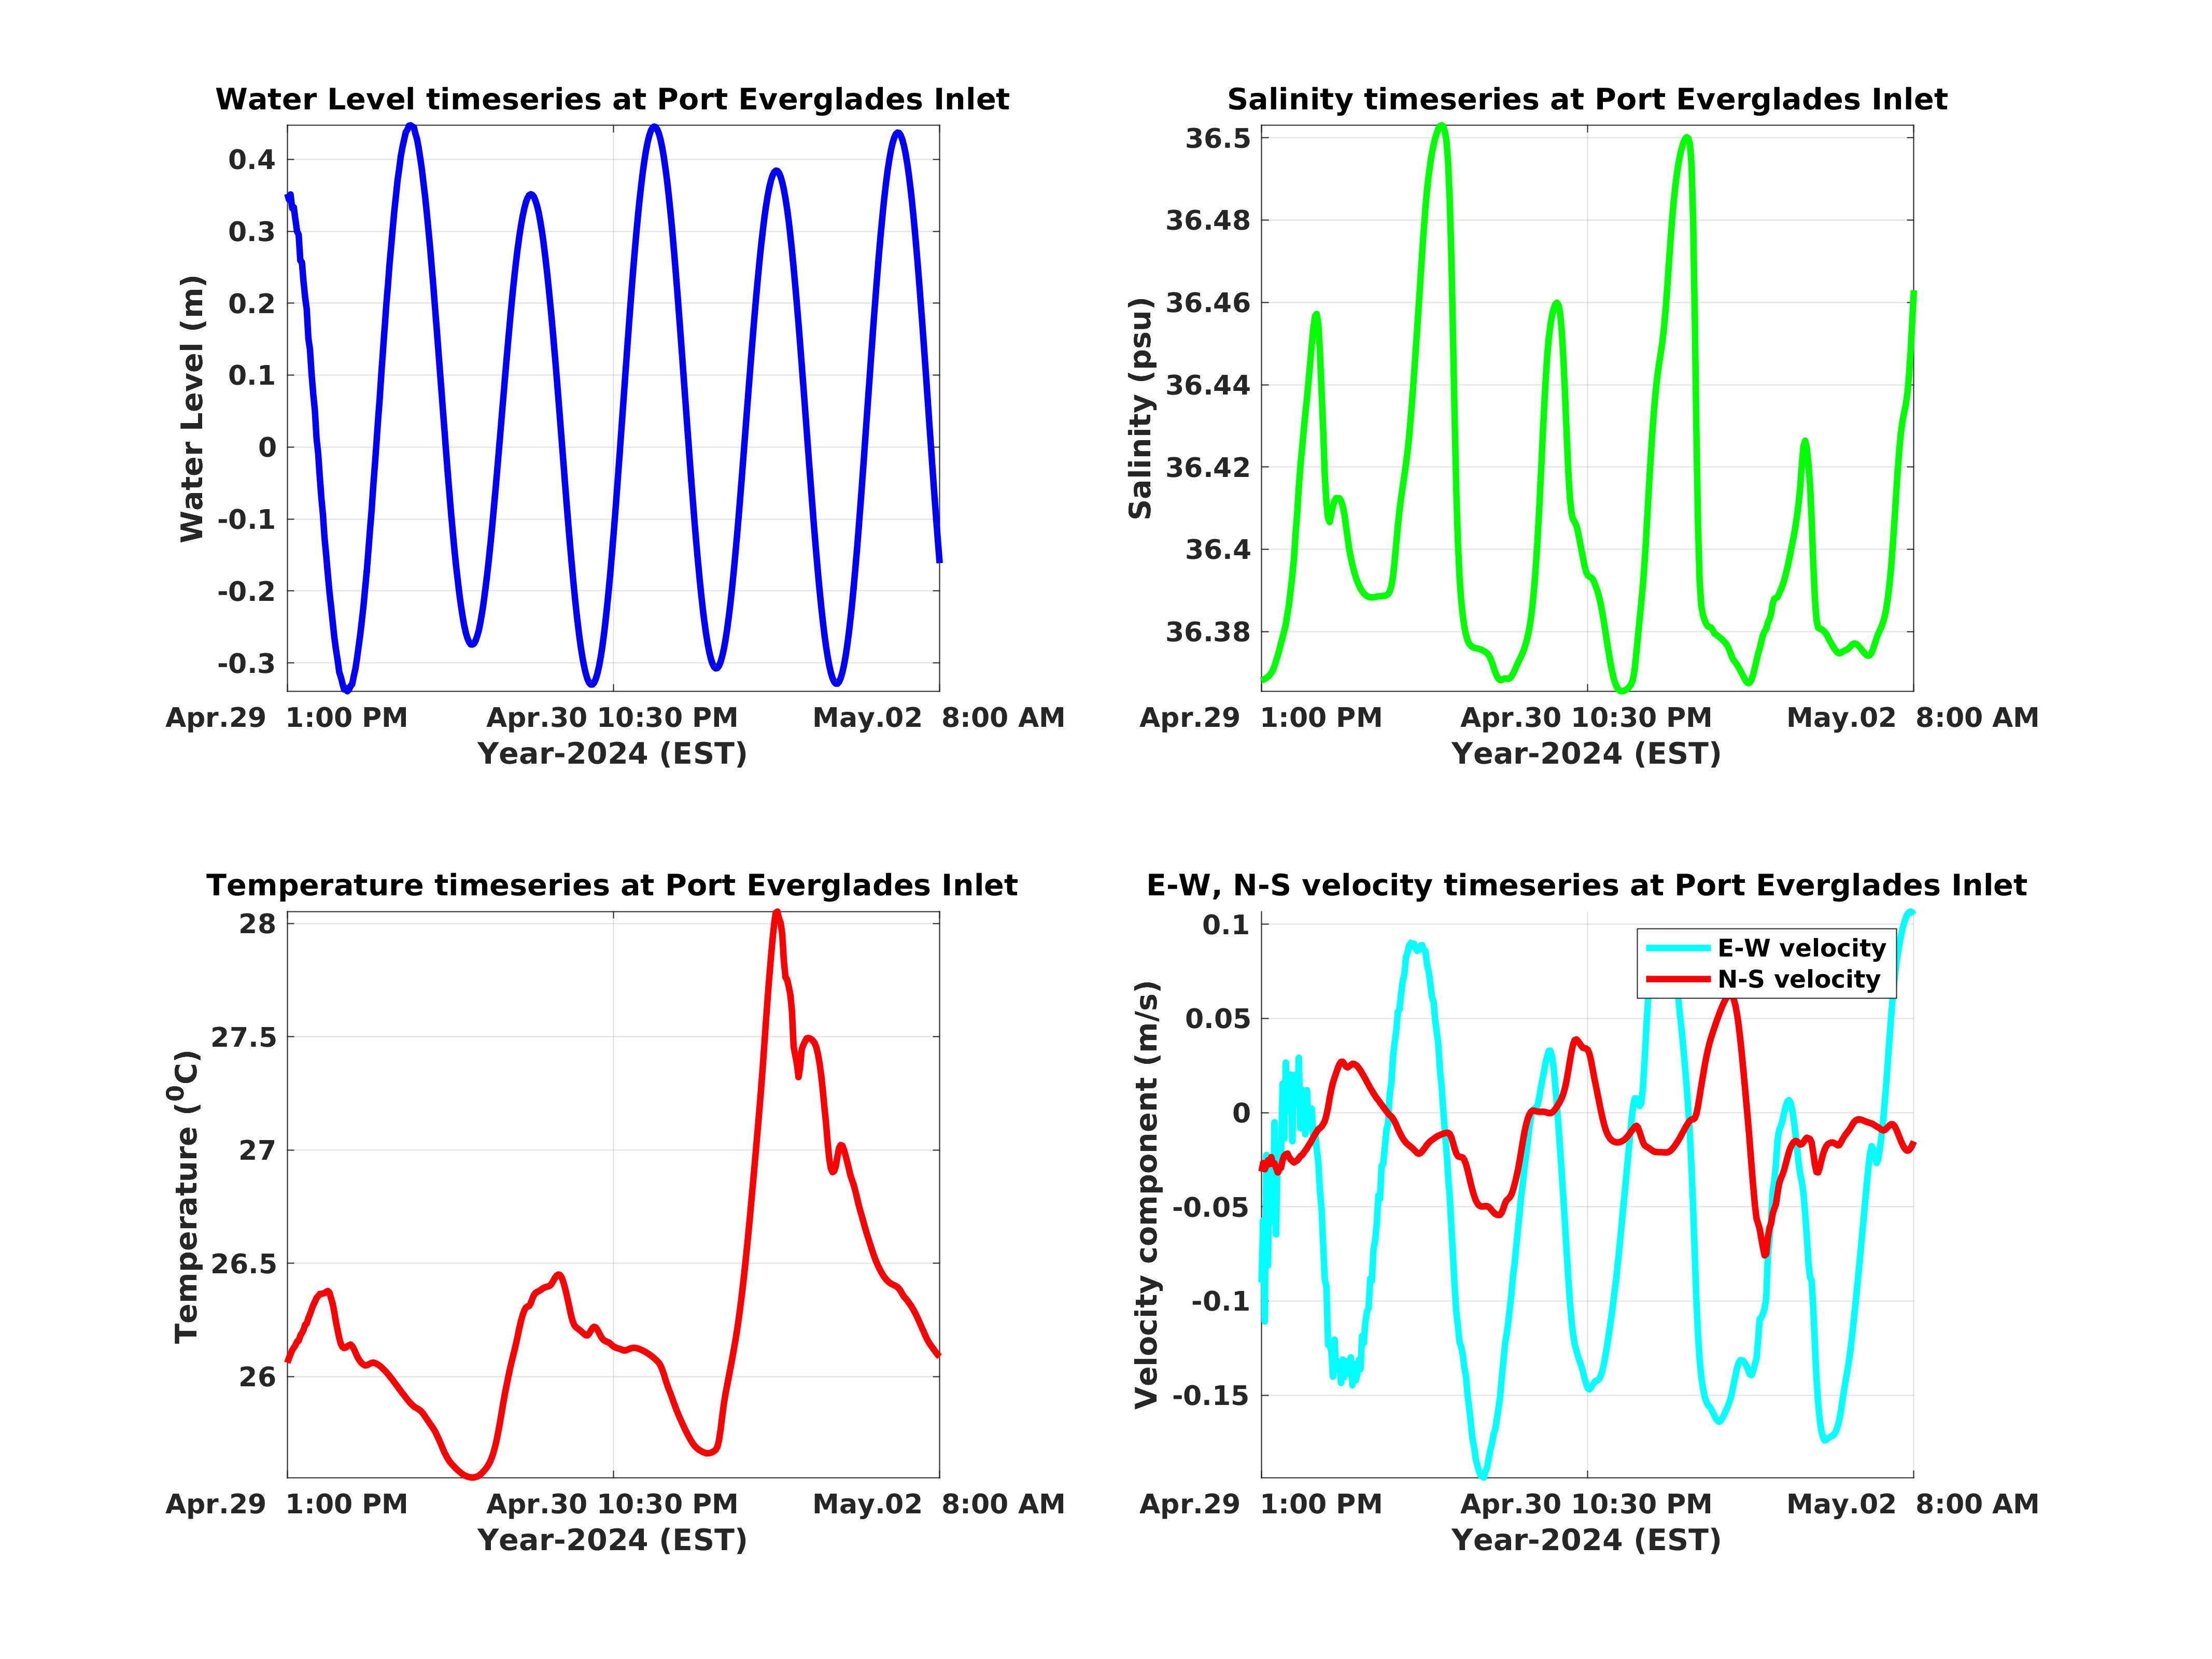 Water Level timeseries at Port Everglades Inlet
Water Level (m)
0.4
0.3
0.2
0.1
0
-0.1
-0.2
-0.3
Apr.29 1:00 PM
Apr.30 10:30 PM
May.02 8:00 AM
Year-2024 (EST)
Salinity timeseries at Port Everglades Inlet
Salinity (psu)
36.5
36.48
36.46
36.44
36.42
36.4
36.38
Apr.29 1:00 PM
Apr.30 10:30 PM
May.02 8:00 AM
Year-2024 (EST)
Temperature timeseries at Port Everglades Inlet
Temperature (⁰C)
28
27.5
27
26.5
26
Apr.29 1:00 PM
Apr.30 10:30 PM
May.02 8:00 AM
Year-2024 (EST)
E-W, N-S velocity timeseries at Port Everglades Inlet
Velocity component (m/s)
0.1
0.05
0
-0.05
-0.1
-0.15
E-W velocity
N-S velocity
Apr.29 1:00 PM
Apr.30 10:30 PM
May.02 8:00 AM
Year-2024 (EST)